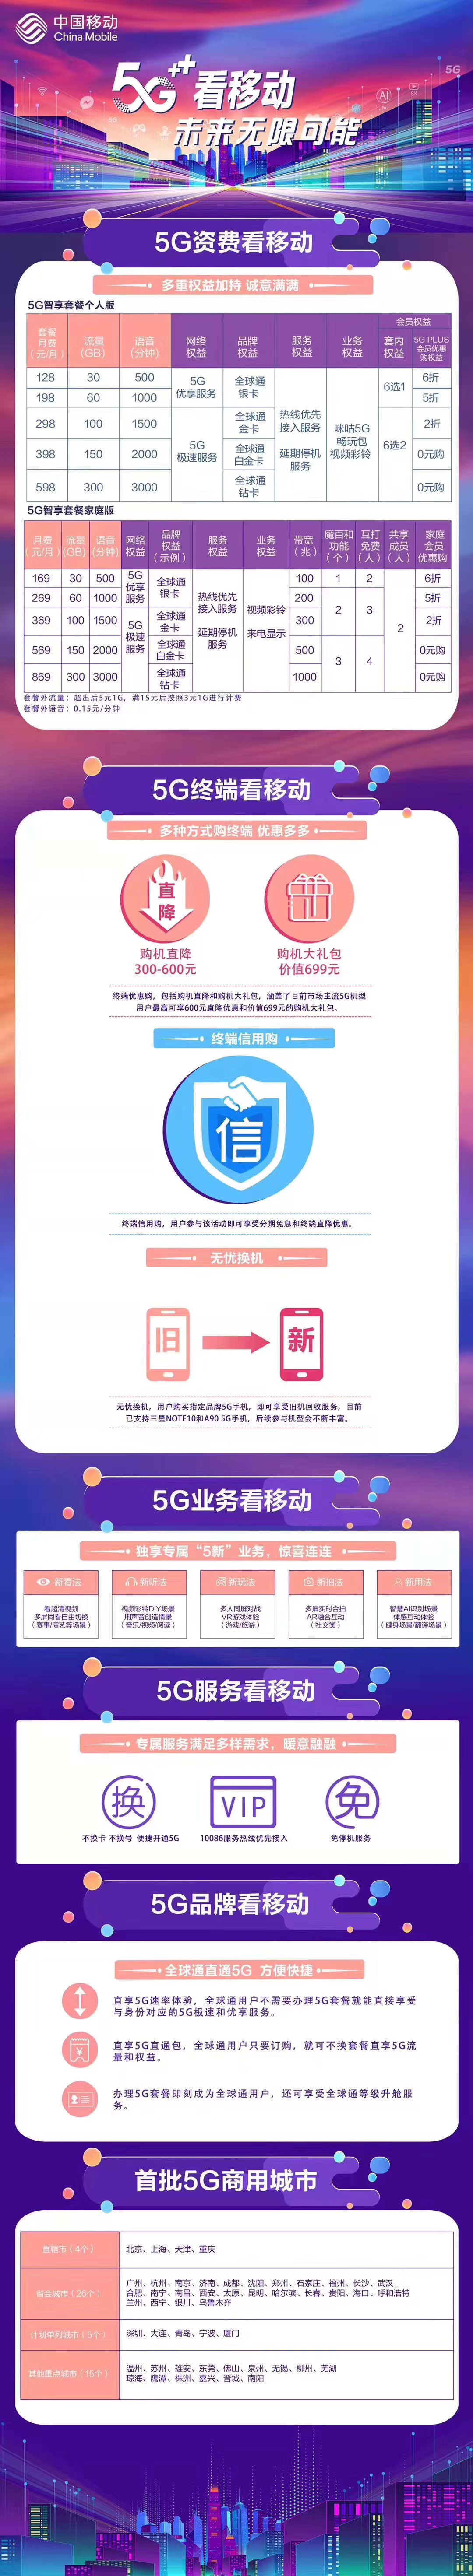 中国移动
China Mobile
5G++看移动
未来无限可能
5G
AI
5G资费看移动
多重权益加持 诚意满满
5G智享套餐个人版
套餐月费（元/月） 流量(GB) 语音(分钟) 网络权益 品牌权益 服务权益 业务权益 会员权益
套内权益 5G PLUS会员优惠购权益
128 30 500 5G优享服务 全球通银卡 热线优先接入服务 延期停机服务 咪咕5G畅玩包 视频彩铃 6选1 6折
198 60 1000 5折
298 100 1500 5G极速服务 全球通金卡 6选2 2折
398 150 2000 全球通白金卡 0元购
598 300 3000 全球通钻卡 0元购
5G智享套餐家庭版
月费（元/月） 流量(GB) 语音(分钟) 网络权益 品牌权益（示例） 服务权益 业务权益 带宽（兆） 魔百和功能（个） 互打免费（人） 共享成员（人） 家庭会员优惠购
169 30 500 5G优享服务 全球通银卡 热线优先接入服务 延期停机服务 视频彩铃 来电显示 100 1 2 2 6折
269 60 1000 200 2 3 5折
369 100 1500 5G极速服务 全球通金卡 300 2折
569 150 2000 全球通白金卡 500 3 4 0元购
869 300 3000 全球通钻卡 1000 0元购
套餐外流量：超出后5元1G，满15元后按照3元1G进行计费
套餐外语音：0.15元/分钟
5G终端看移动
多种方式购终端 优惠多多
直降
购机直降
300-600元
购机大礼包
价值699元
终端优惠购，包括购机直降和购机大礼包，涵盖了目前市场主流5G机型
用户最高可享600元直降优惠和价值699元的购机大礼包。
终端信用购
信
终端信用购，用户参与该活动即可享受分期免息和终端直降优惠。
无忧换机
旧 新
无忧换机，用户购买指定品牌5G手机，即可享受旧机回收服务，目前
已支持三星NOTE10和A90 5G手机，后续参与机型会不断丰富。
5G业务看移动
独享专属“5新”业务，惊喜连连
新看法 新听法 新玩法 新拍法 新用法
看超清视频 视频彩铃DIY场景 多人同屏对战 多屏实时合拍 智慧AI识别场景
多屏同看自由切换 用声音创造情景 VR游戏体验 AR融合互动 体感互动体验
（赛事/演艺等场景） （音乐/视频/阅读） （游戏/旅游） （社交类） （健身场景/翻译场景）
5G服务看移动
专属服务满足多样需求，暖意融融
换 VIP 免
不换卡 不换号 便捷开通5G 10086服务热线优先接入 免停机服务
5G品牌看移动
全球通直通5G 方便快捷
直享5G速率体验，全球通用户不需要办理5G套餐就能直接享受
与身份对应的5G极速和优享服务。
直享5G直通包，全球通用户只要订购，就可不换套餐直享5G流
量和权益。
办理5G套餐即刻成为全球通用户，还可享受全球通等级升舱服
务。
首批5G商用城市
直辖市（4个） 北京、上海、天津、重庆
省会城市（26个） 广州、杭州、南京、济南、成都、沈阳、郑州、石家庄、福州、长沙、武汉
合肥、南宁、南昌、西安、太原、昆明、哈尔滨、长春、贵阳、海口、呼和浩特
兰州、西宁、银川、乌鲁木齐
计划单列城市（5个） 深圳、大连、青岛、宁波、厦门
其他重点城市（15个） 温州、苏州、雄安、东莞、佛山、泉州、无锡、柳州、芜湖
琼海、鹰潭、株洲、嘉兴、晋城、南阳